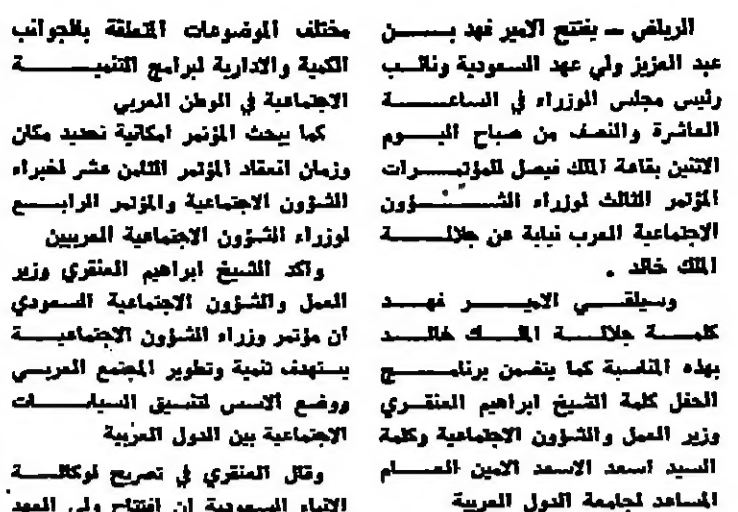 الرياض — يفتتح الامير فهد بن
عبد العزيز ولي عهد السعودية ونائب
رئيس مجلس الوزراء في الساعة
العاشرة والنصف من صباح اليوم
الاثنين بقاعة الملك فيصل للمؤتمرات
المؤتمر الثالث لوزراء الشؤون
الاجتماعية العرب نيابة عن جلالة
الملك خالد .
وسيلقي الامير فهد
كلمة جلالة الملك خالد
بهذه المناسبة كما يتضمن برنامج
الحفل كلمة الشيخ ابراهيم العنقري
وزير العمل والشؤون الاجتماعية وكلمة
السيد اسعد الاسعد الامين العام
المساعد لجامعة الدول العربية
مختلف الموضوعات المتعلقة بالجوانب
الكمية والادارية لبرامج التنمية
الاجتماعية في الوطن العربي
كما يبحث المؤتمر امكانية تحديد مكان
وزمان انعقاد المؤتمر الثامن عشر لخبراء
الشؤون الاجتماعية والمؤتمر الرابع
لوزراء الشؤون الاجتماعية العربيين
واكد الشيخ ابراهيم العنقري وزير
العمل والشؤون الاجتماعية السعودي
ان مؤتمر وزراء الشؤون الاجتماعية
يستهدف تنمية وتطوير المجتمع العربي
ووضع الاسس لتنسيق السياسات
الاجتماعية بين الدول العربية
وقال العنقري في تصريح لوكالة
الانباء السعودية ان افتتاح ولي العهد